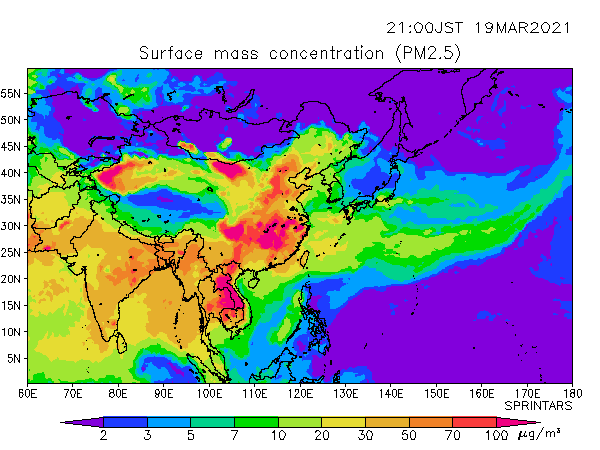 21:00JST 19MAR2021
Surface mass concentration (PM2.5)
55N
50N
45N
40N
35N
30N
25N
20N
15N
10N
5N
60E 70E 80E 90E 100E 110E 120E 130E 140E 150E 160E 170E 180
SPRINTARS
2 3 5 7 10 20 30 50 70 100 μg/m³